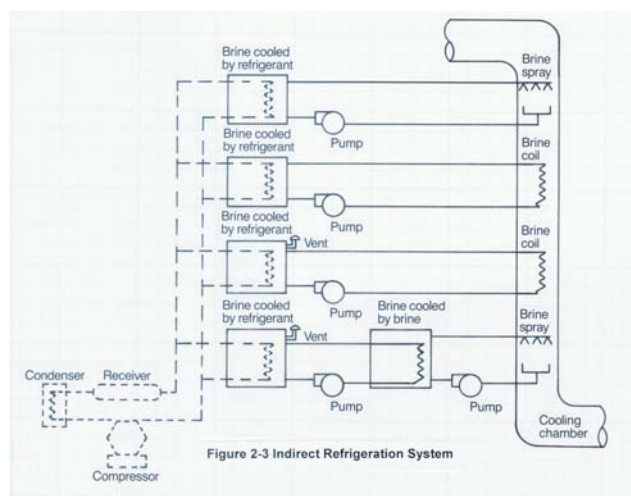 Brine cooled
by refrigerant
Brine
spray
Pump
Brine cooled
by refrigerant
Brine
coil
Pump
Brine cooled
by refrigerant
Vent
Brine
coil
Pump
Brine cooled
by refrigerant
Vent
Brine cooled
by brine
Brine
spray
Pump
Pump
Condenser
Receiver
Compressor
Cooling
chamber
Figure 2-3 Indirect Refrigeration System